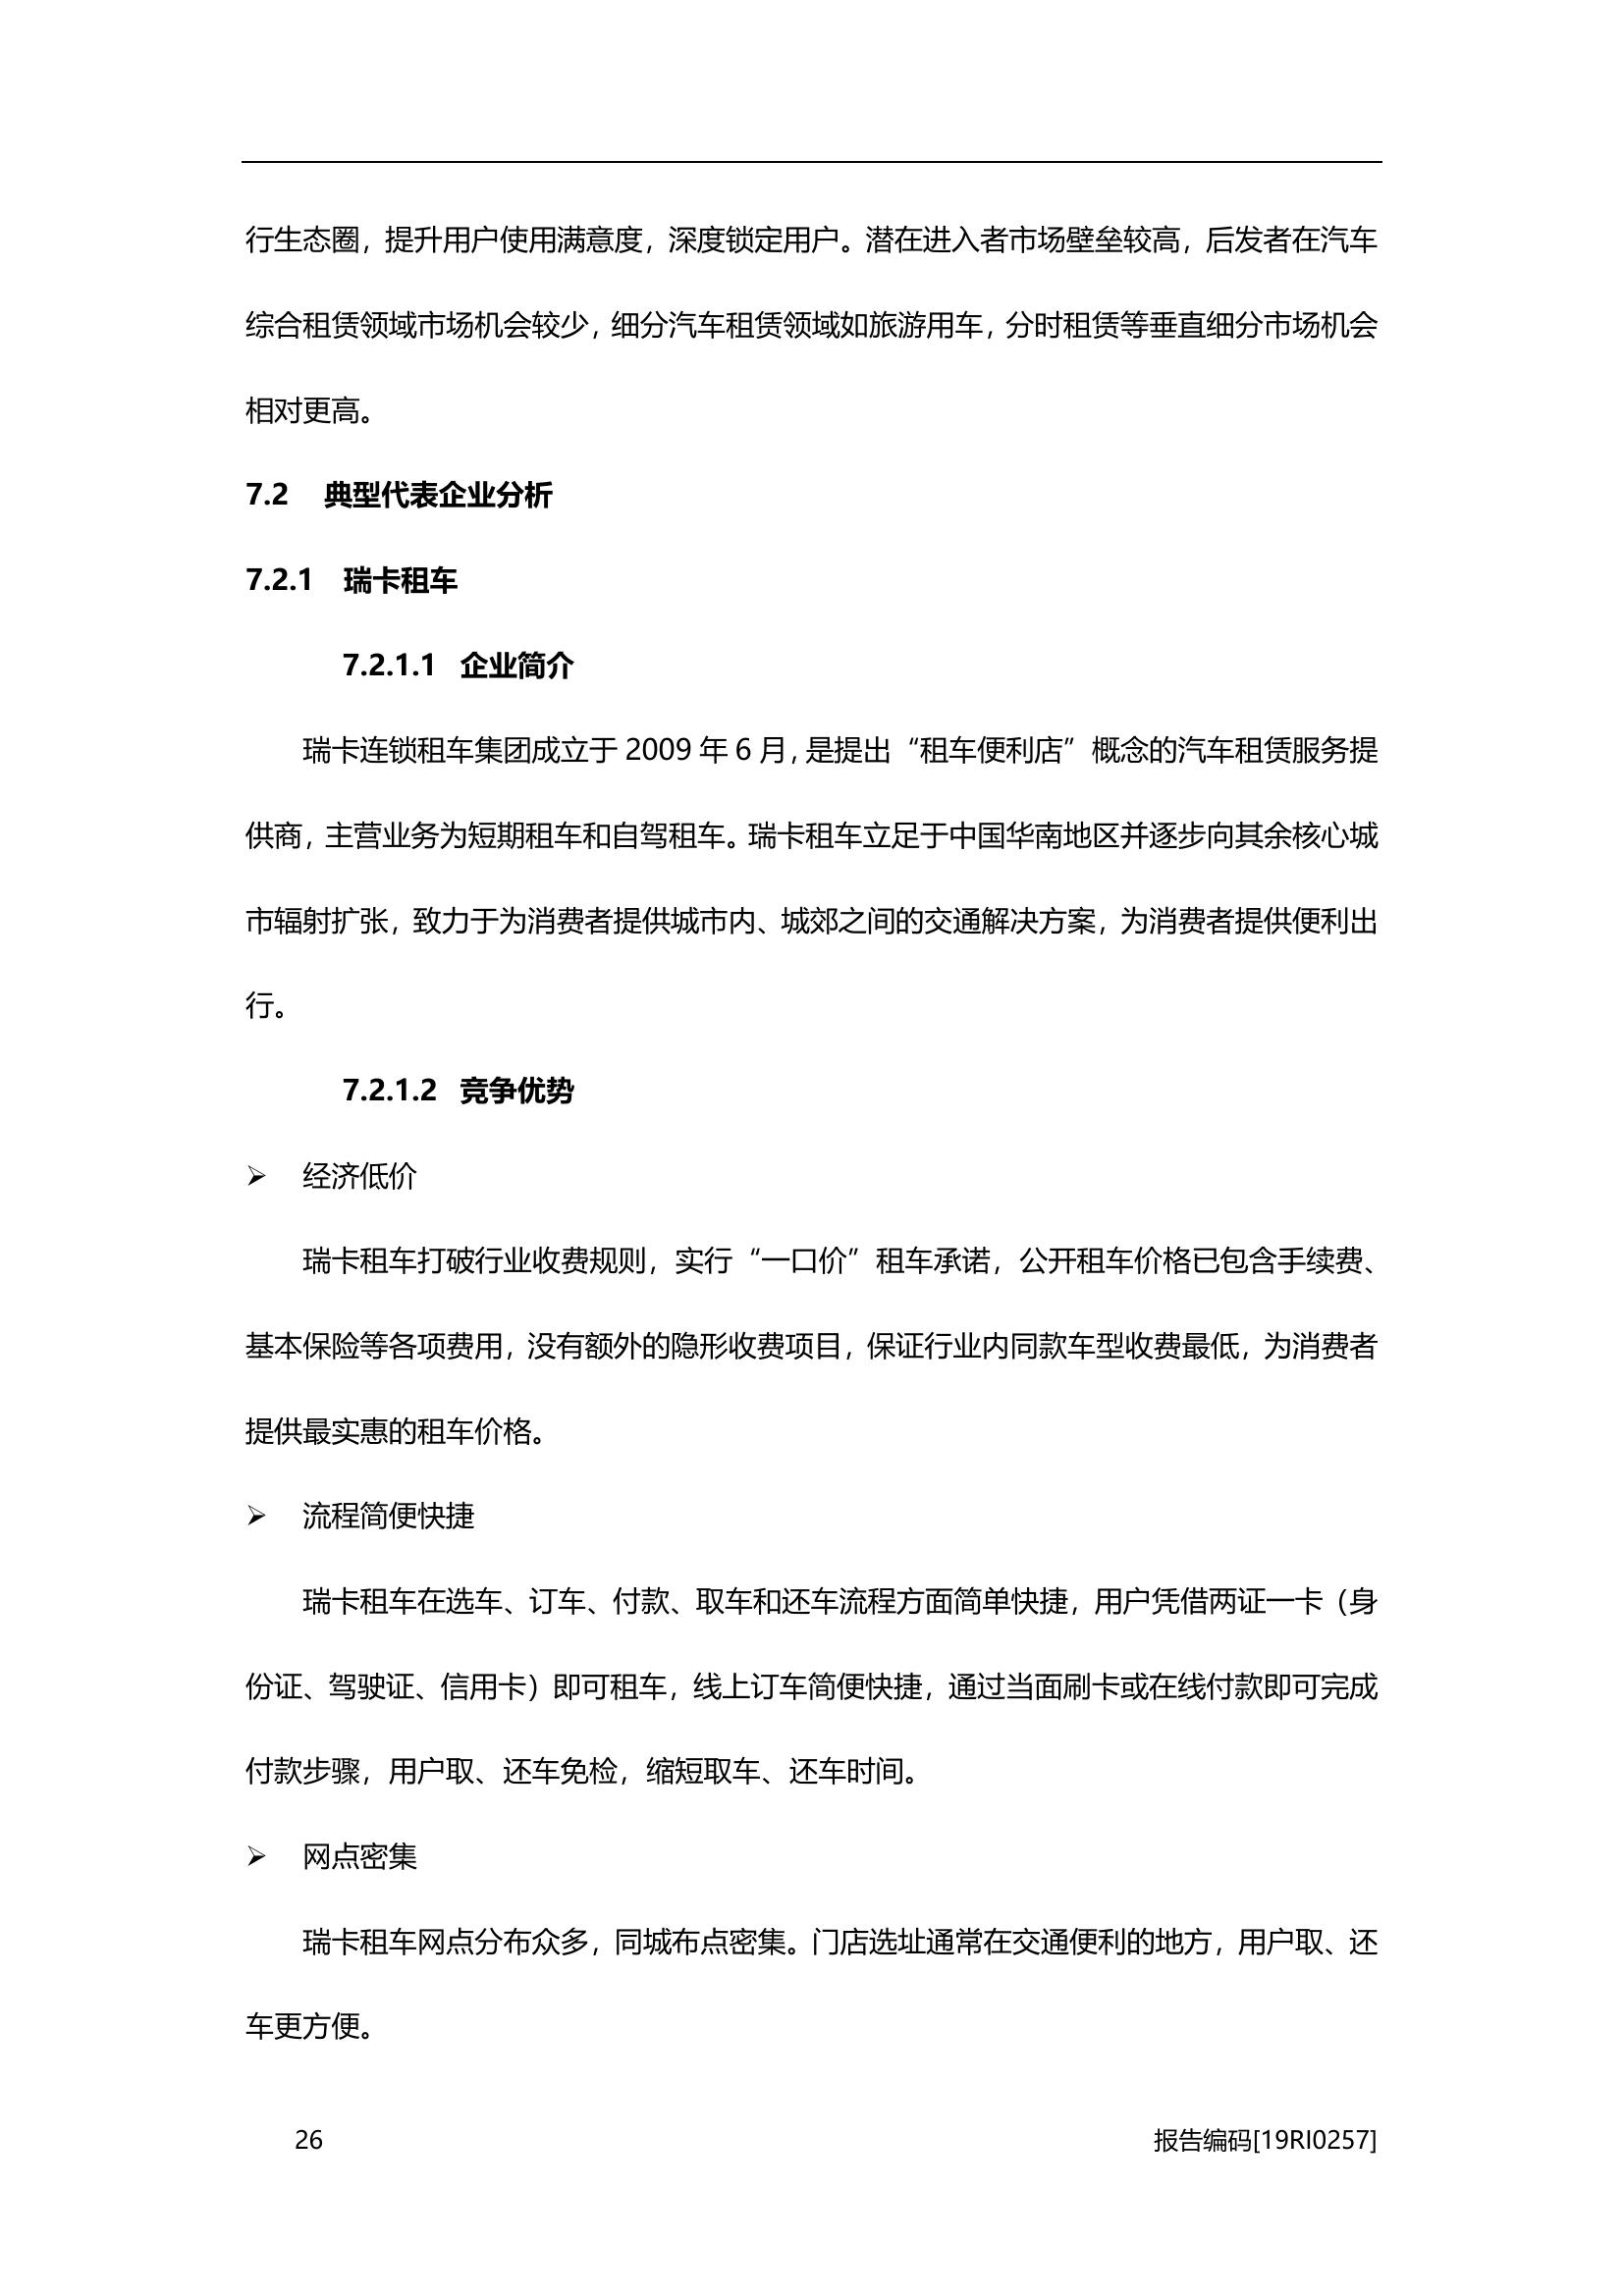 行生态圈，提升用户使用满意度，深度锁定用户。潜在进入者市场壁垒较高，后发者在汽车
综合租赁领域市场机会较少，细分汽车租赁领域如旅游用车，分时租赁等垂直细分市场机会
相对更高。
7.2 典型代表企业分析
7.2.1 瑞卡租车
7.2.1.1 企业简介
瑞卡连锁租车集团成立于 2009 年 6 月，是提出“租车便利店”概念的汽车租赁服务提
供商，主营业务为短期租车和自驾租车。瑞卡租车立足于中国华南地区并逐步向其余核心城
市辐射扩张，致力于为消费者提供城市内、城郊之间的交通解决方案，为消费者提供便利出
行。
7.2.1.2 竞争优势
➢ 经济低价
瑞卡租车打破行业收费规则，实行“一口价”租车承诺，公开租车价格已包含手续费、
基本保险等各项费用，没有额外的隐形收费项目，保证行业内同款车型收费最低，为消费者
提供最实惠的租车价格。
➢ 流程简便快捷
瑞卡租车在选车、订车、付款、取车和还车流程方面简单快捷，用户凭借两证一卡（身
份证、驾驶证、信用卡）即可租车，线上订车简便快捷，通过当面刷卡或在线付款即可完成
付款步骤，用户取、还车免检，缩短取车、还车时间。
➢ 网点密集
瑞卡租车网点分布众多，同城布点密集。门店选址通常在交通便利的地方，用户取、还
车更方便。
26 报告编码[19RI0257]